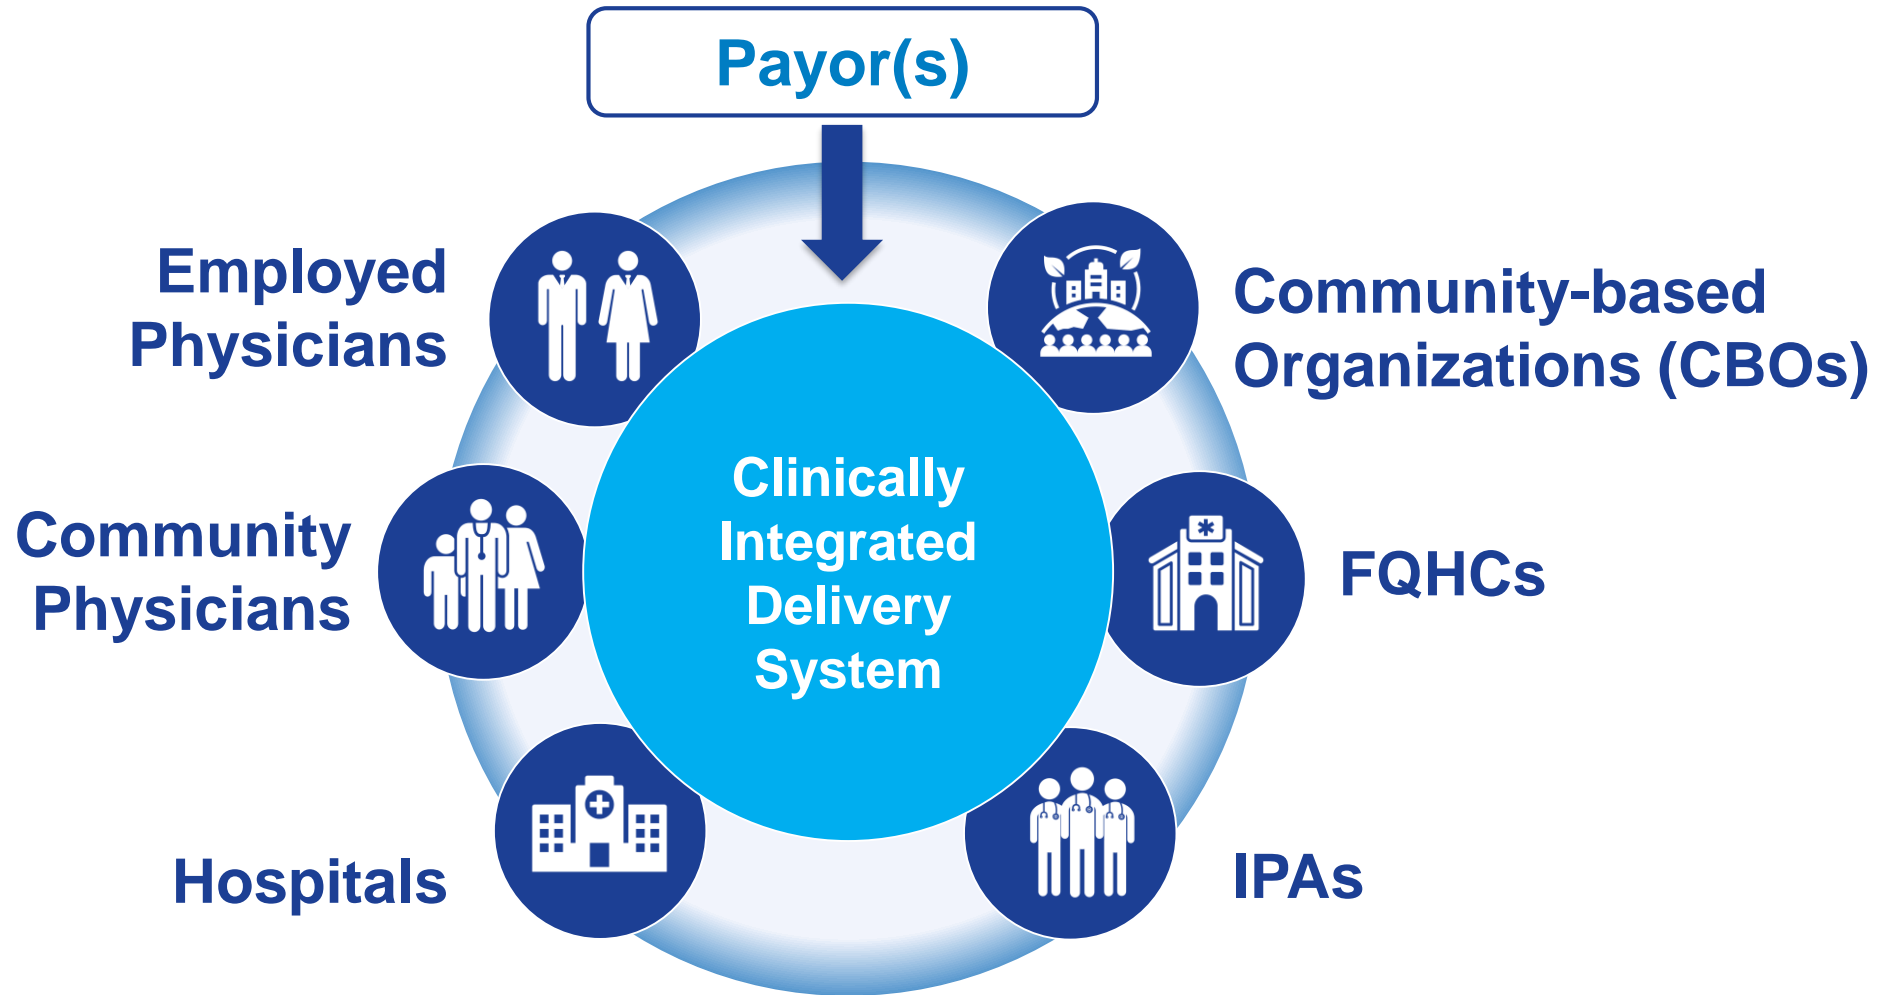 Payor(s)
Employed
Physicians
Community-based
Organizations (CBOs)
Clinically
Integrated
Delivery
System
Community
Physicians
FQHCs
Hospitals
IPAs